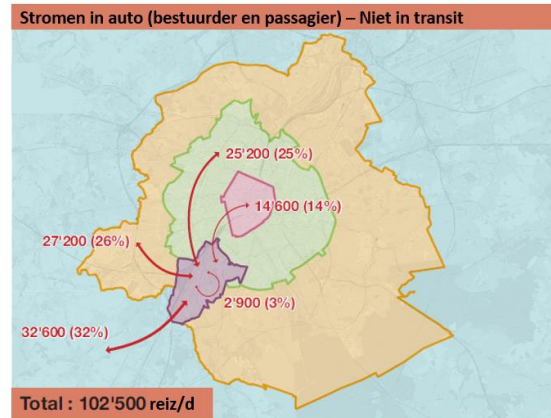 Stromen in auto (bestuurder en passagier) – Niet in transit
25'200 (25%)
14'600 (14%)
27'200 (26%)
2'900 (3%)
32'600 (32%)
Total : 102'500 reiz/d